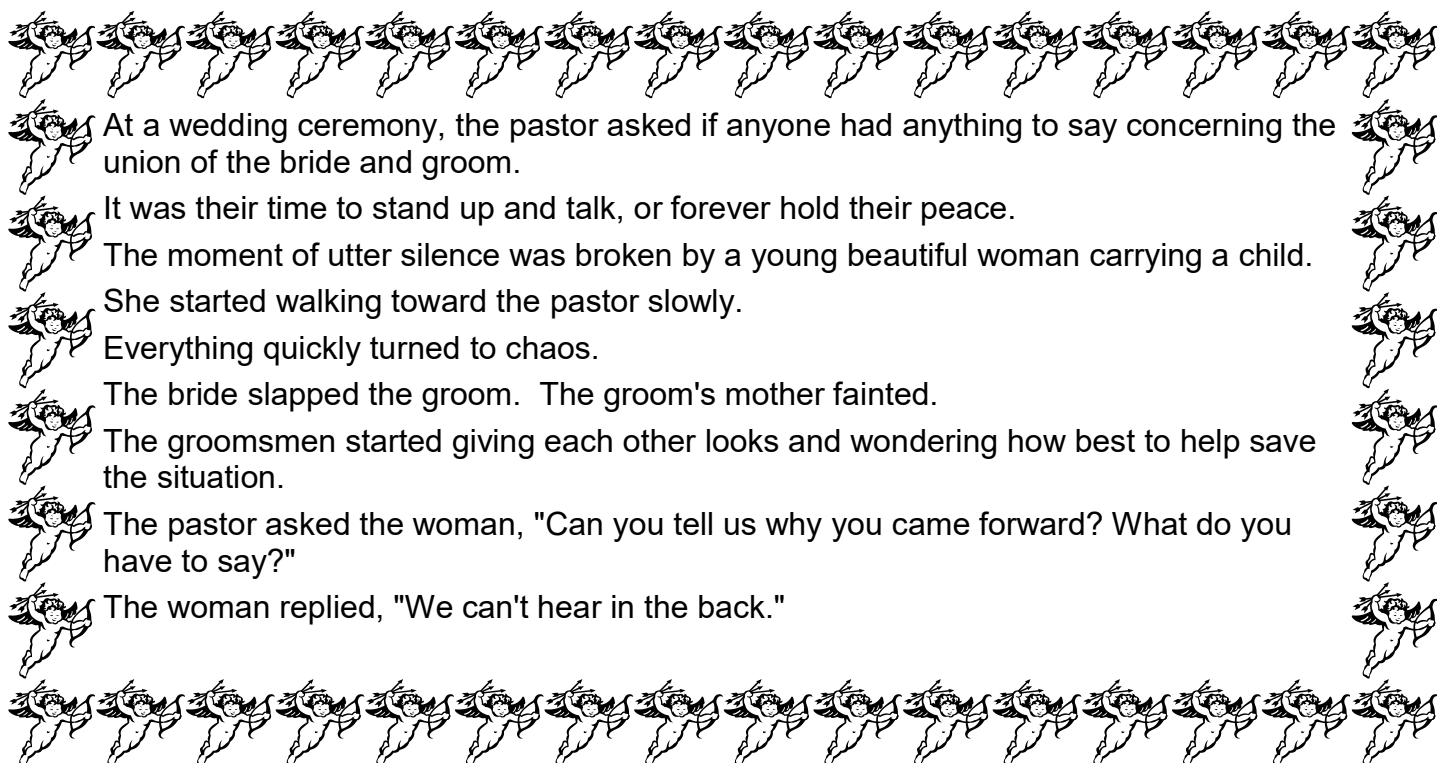 At a wedding ceremony, the pastor asked if anyone had anything to say concerning the
union of the bride and groom.
It was their time to stand up and talk, or forever hold their peace.
The moment of utter silence was broken by a young beautiful woman carrying a child.
She started walking toward the pastor slowly.
Everything quickly turned to chaos.
The bride slapped the groom.  The groom's mother fainted.
The groomsmen started giving each other looks and wondering how best to help save
the situation.
The pastor asked the woman, "Can you tell us why you came forward? What do you
have to say?"
The woman replied, "We can't hear in the back."